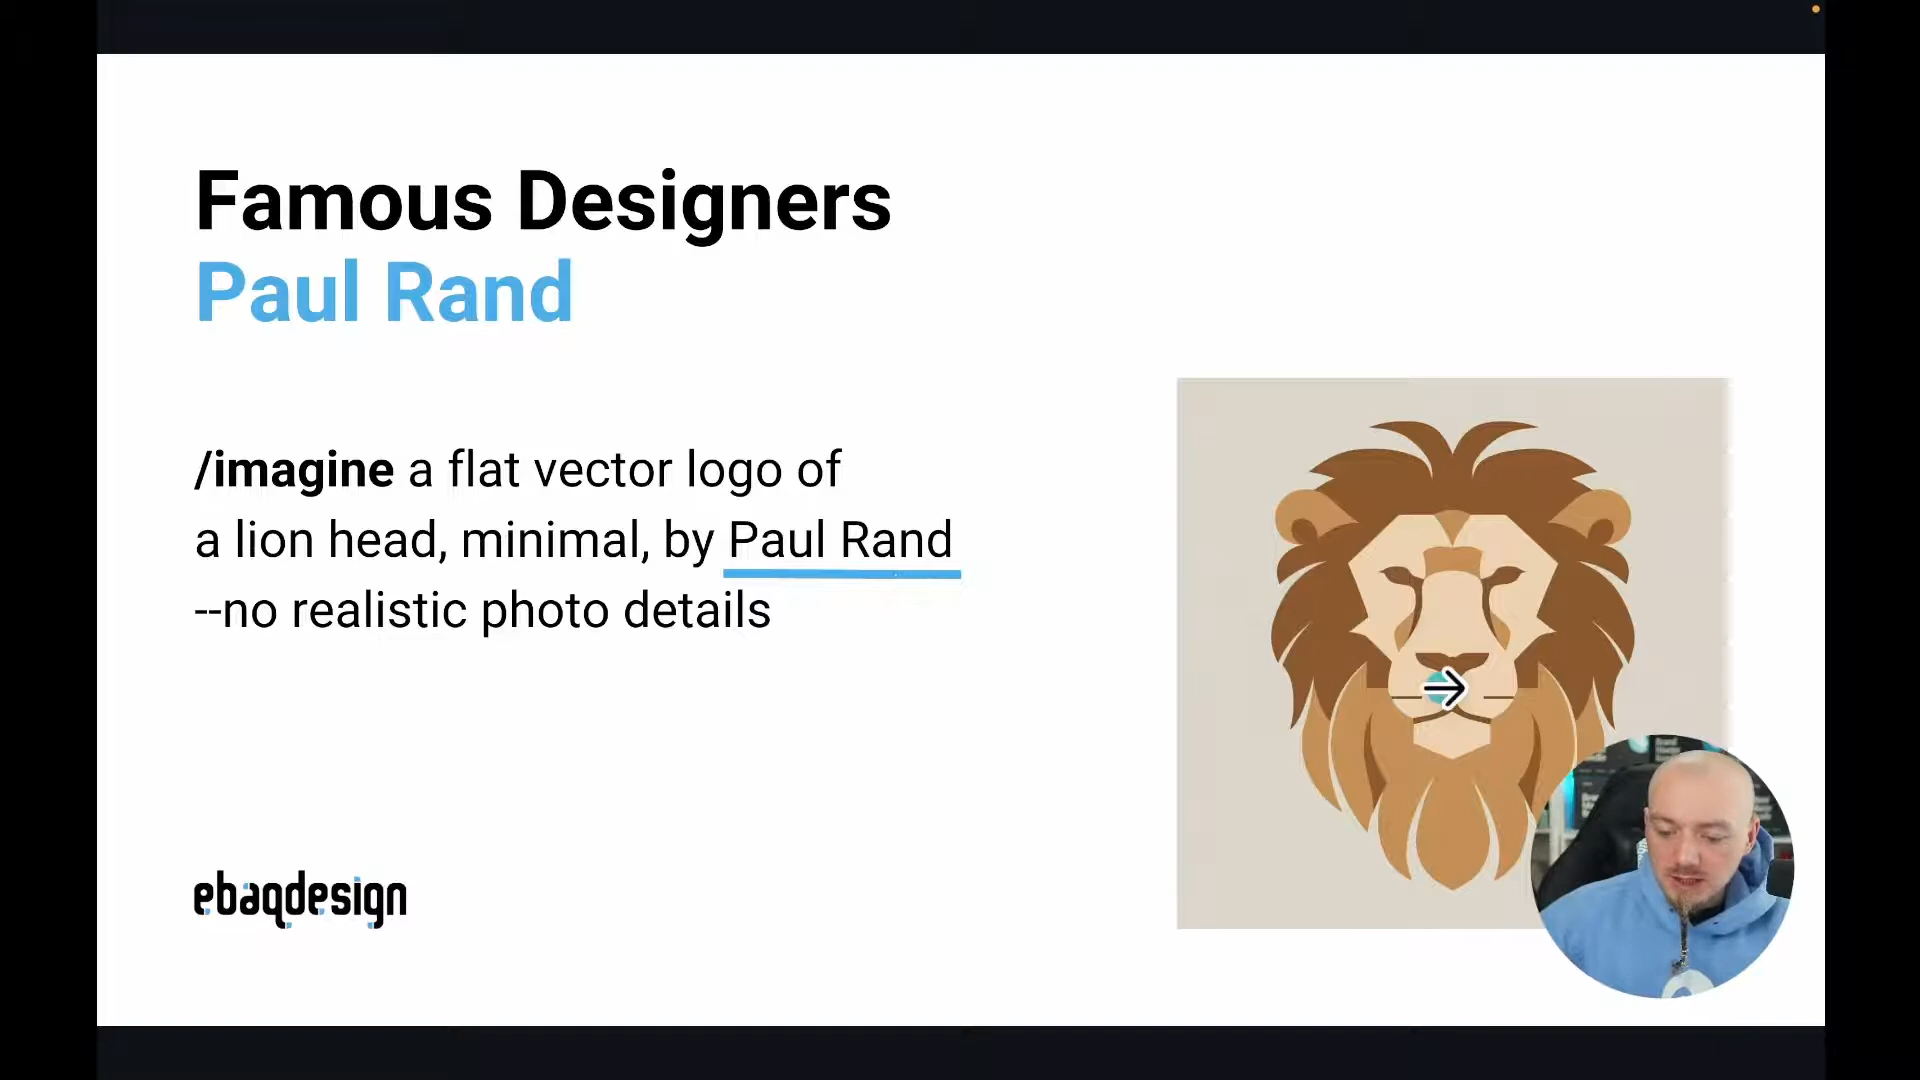 Famous Designers
Paul Rand
/imagine a flat vector logo of
a lion head, minimal, by Paul Rand
--no realistic photo details
ebaqdesign